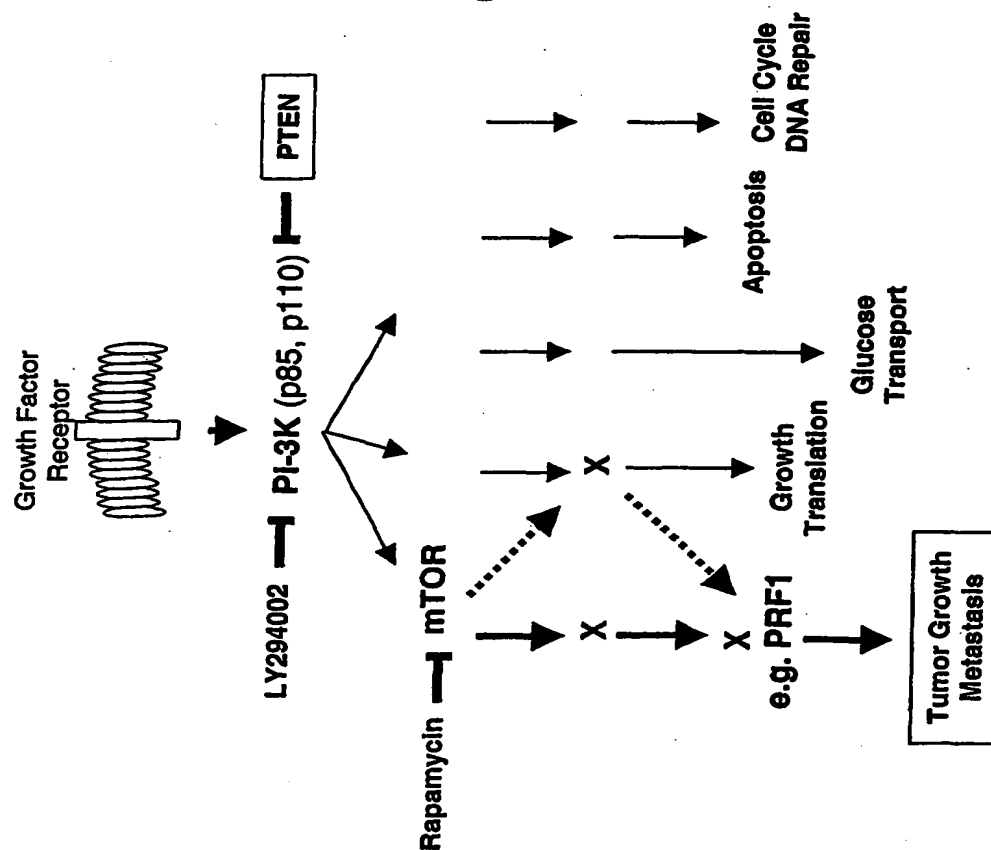 Growth Factor
Receptor
LY294002
PI-3K (p85, p110)
PTEN
Rapamycin
mTOR
X
X
X
e.g. PRF1
Growth
Translation
Glucose
Transport
Apoptosis
Cell Cycle
DNA Repair
Tumor Growth
Metastasis